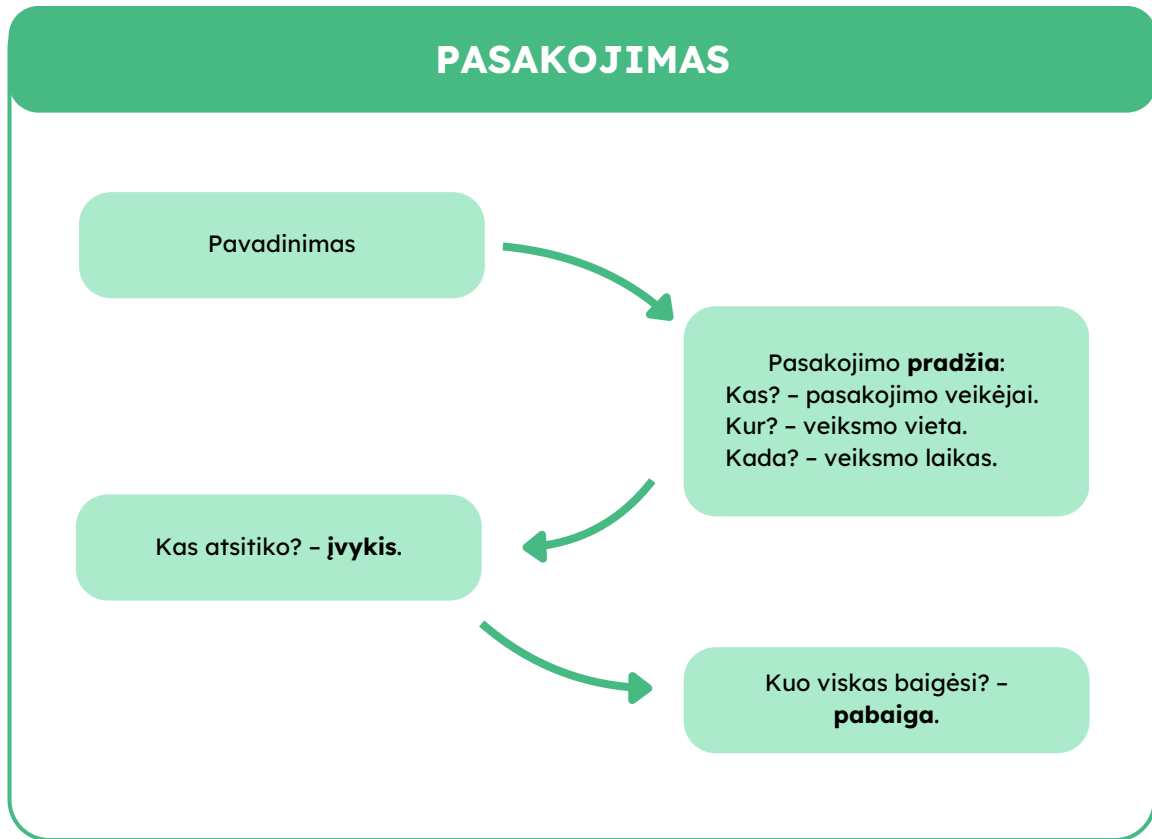 PASAKOJIMAS
Pavadinimas
Pasakojimo pradžia:
Kas? – pasakojimo veikėjai.
Kur? – veiksmo vieta.
Kada? – veiksmo laikas.
Kas atsitiko? – įvykis.
Kuo viskas baigėsi? –
pabaiga.